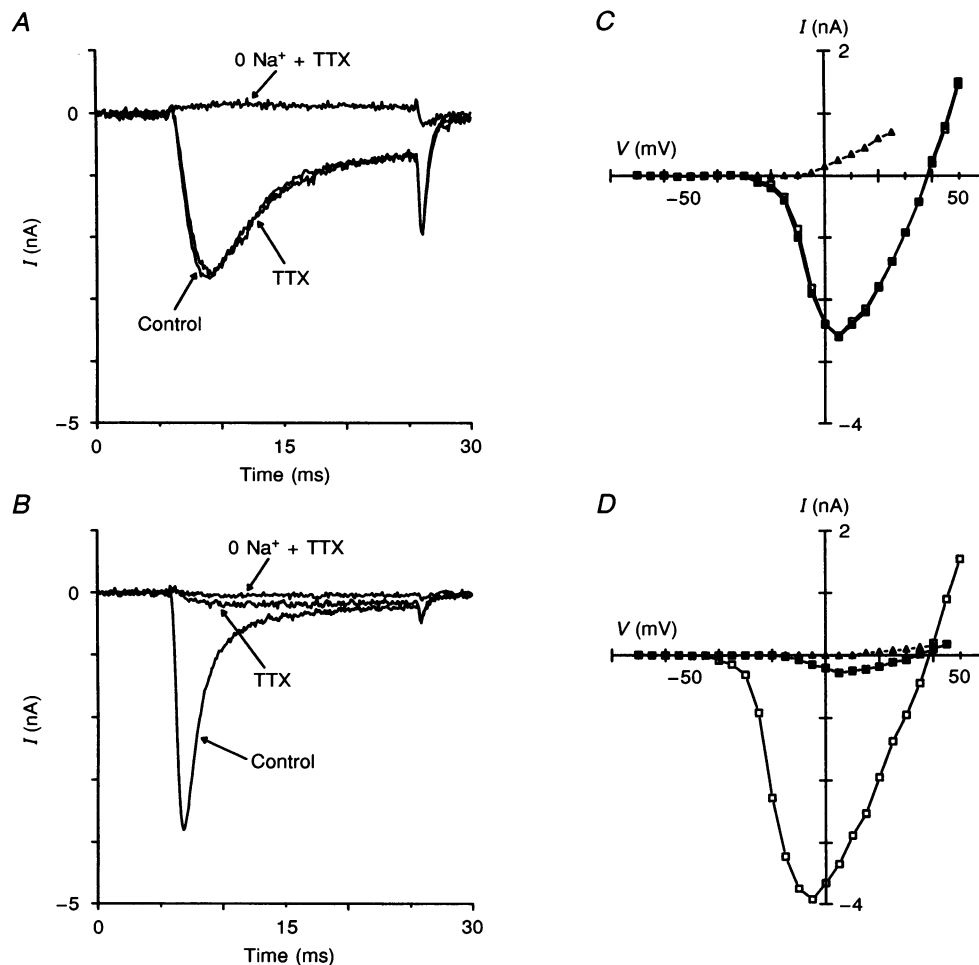 A
0 Na⁺ + TTX
0
I (nA)
TTX
Control
−5
0
15
30
Time (ms)
C
I (nA)
2
V (mV)
−50
50
−4
B
0 Na⁺ + TTX
0
I (nA)
TTX
Control
−5
0
15
30
Time (ms)
D
I (nA)
2
V (mV)
−50
50
−4